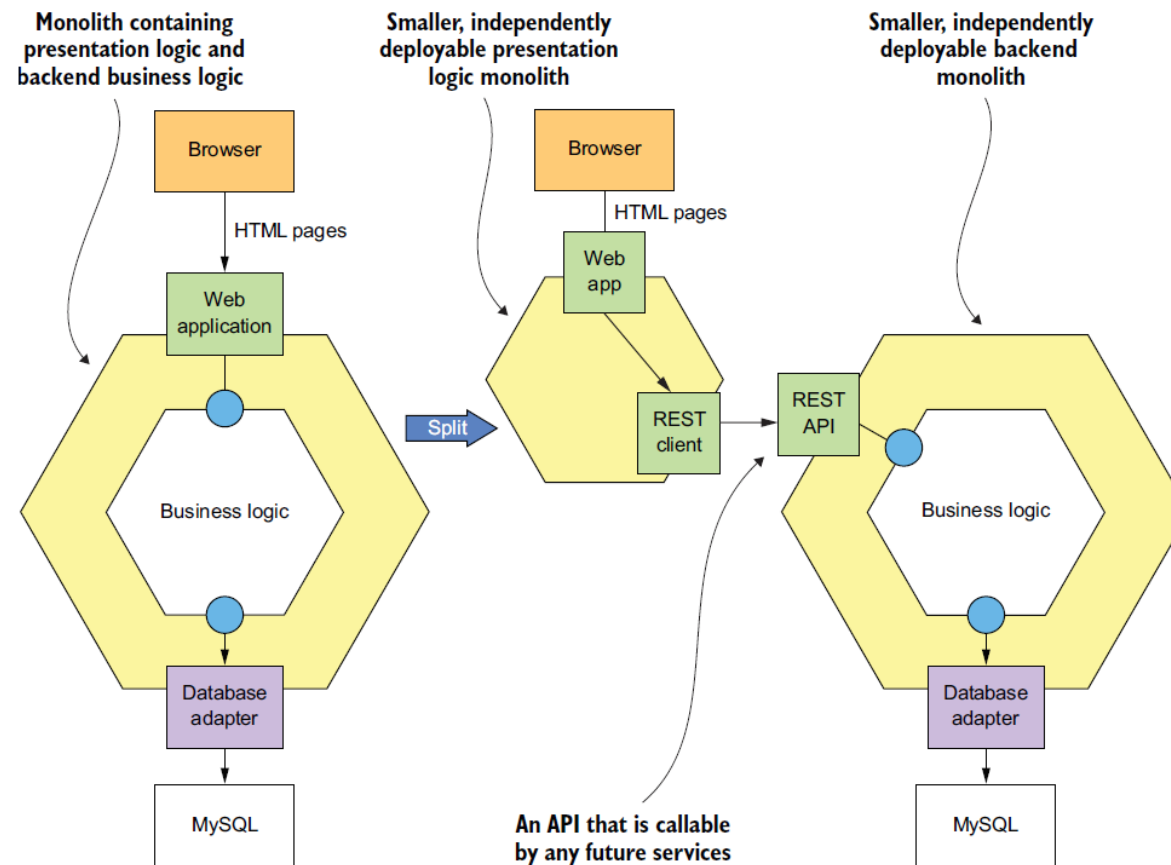 Monolith containing
presentation logic and
backend business logic
Smaller, independently
deployable presentation
logic monolith
Smaller, independently
deployable backend
monolith
Browser
HTML pages
Web
application
Business logic
Database
adapter
MySQL
Split
Browser
HTML pages
Web
app
REST
client
REST
API
Business logic
Database
adapter
MySQL
An API that is callable
by any future services